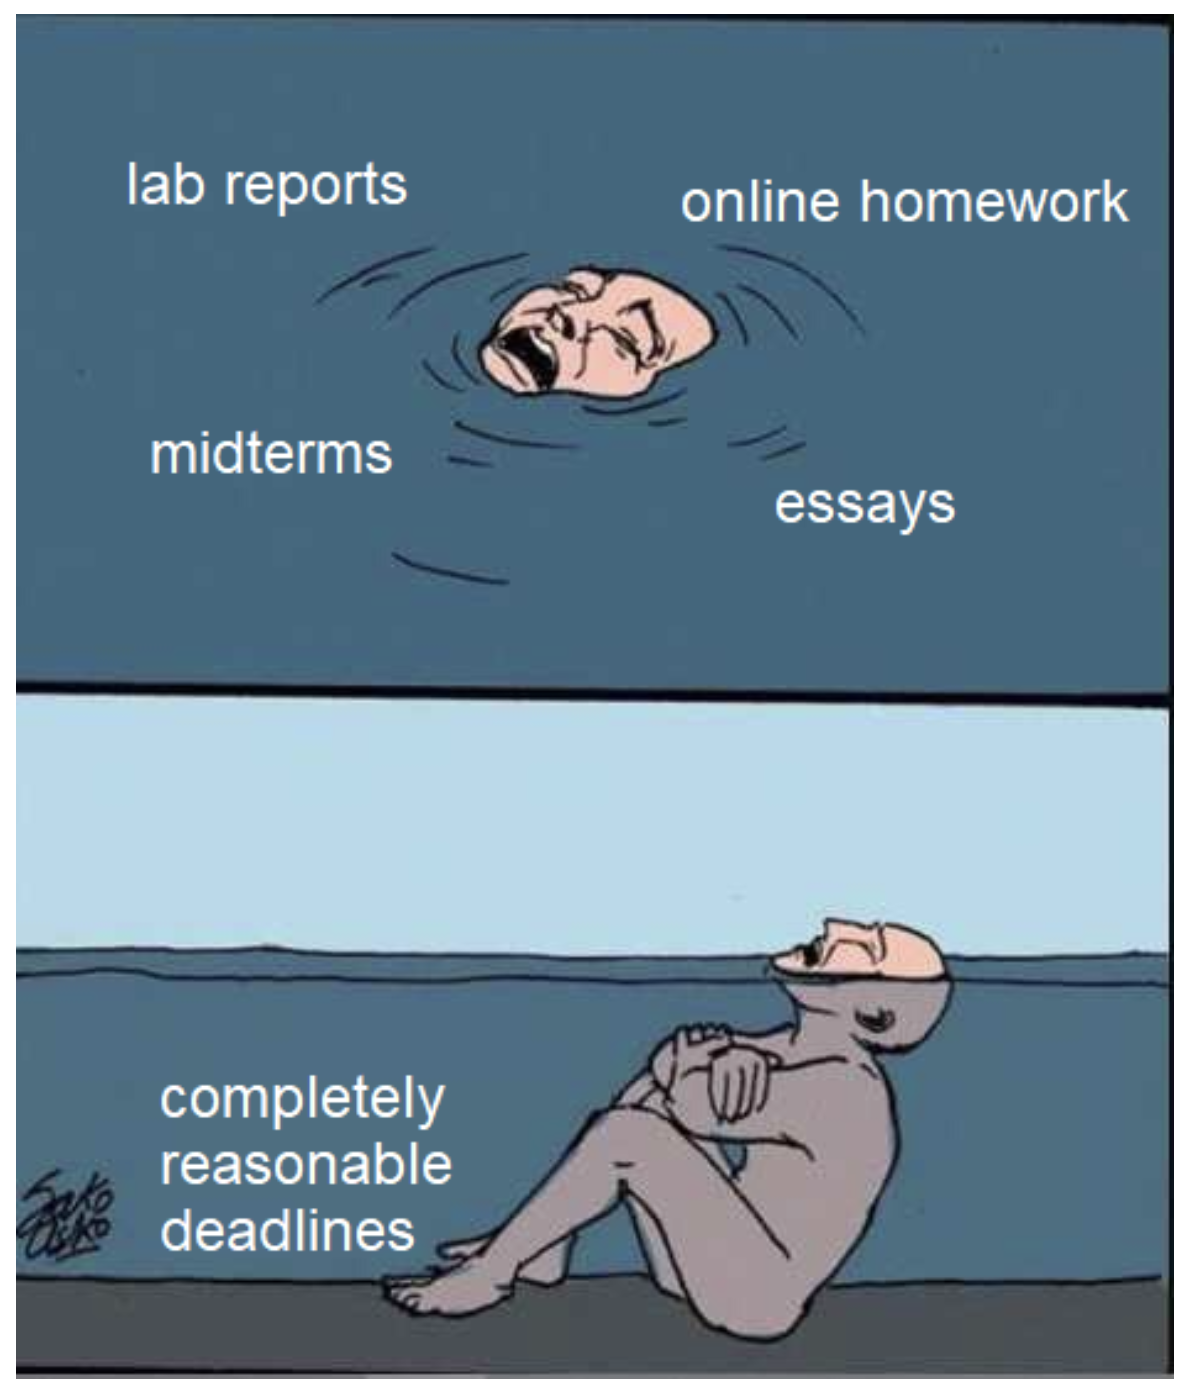 lab reports
online homework
midterms
essays
completely
reasonable
deadlines